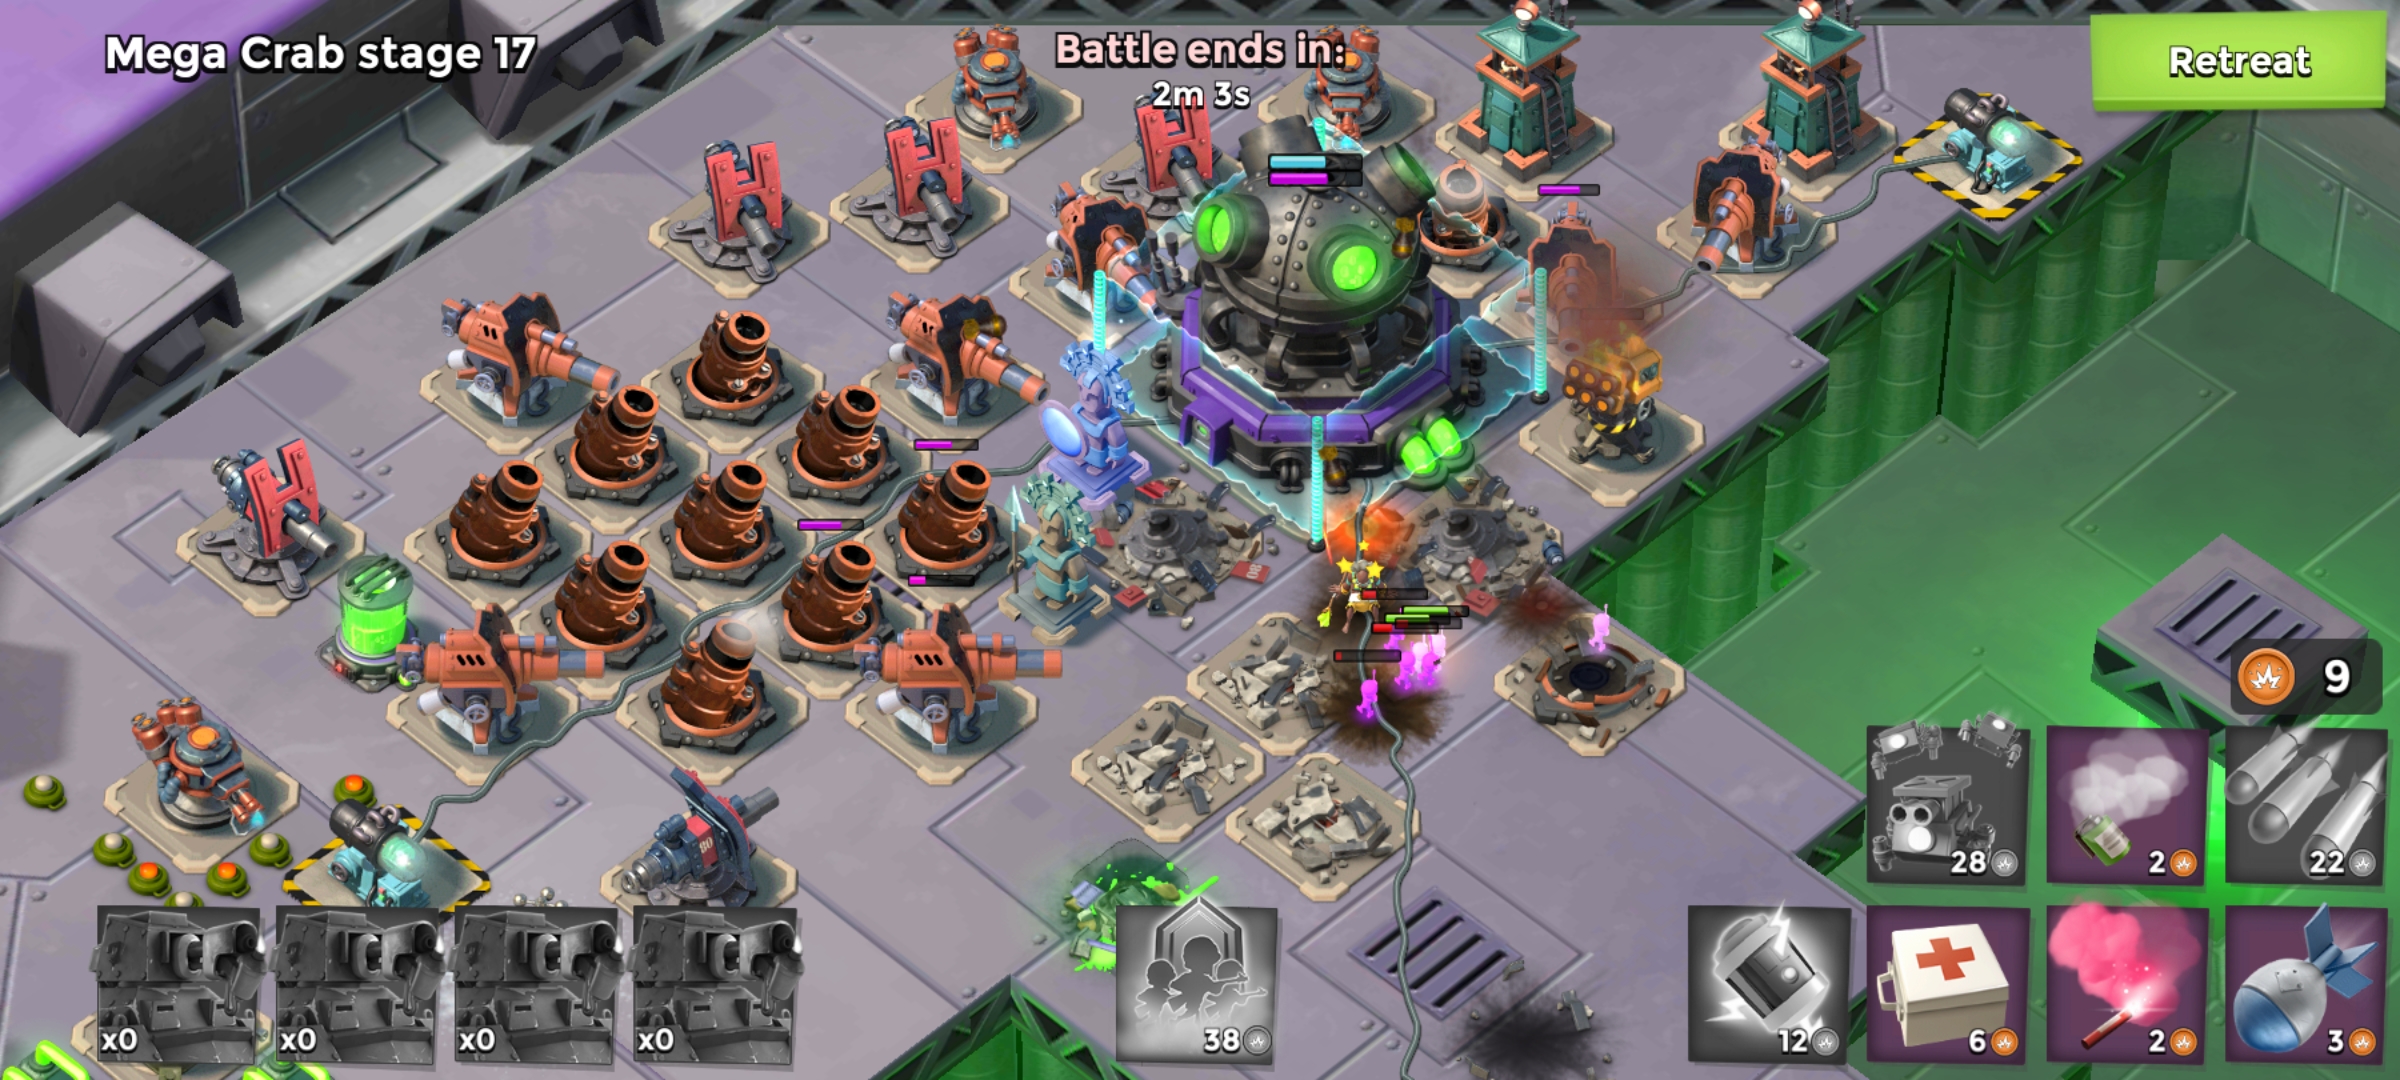 Mega Crab stage 17
Battle ends in:
2m 3s
Retreat
9
28
2
22
x0
x0
x0
x0
38
12
6
2
3